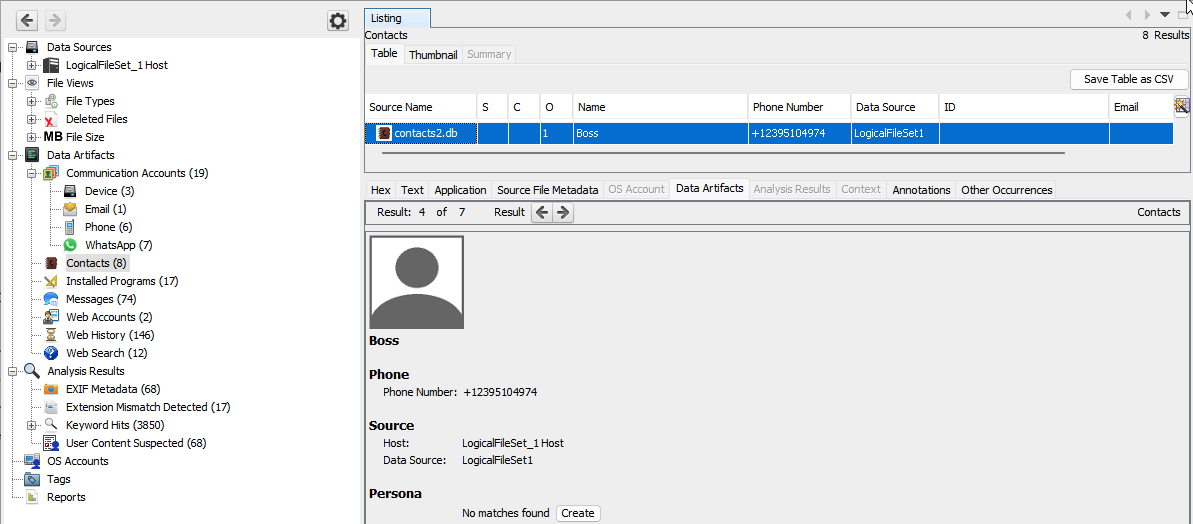 Data Sources
LogicalFileSet_1 Host
File Views
File Types
Deleted Files
MB File Size
Data Artifacts
Communication Accounts (19)
Device (3)
Email (1)
Phone (6)
WhatsApp (7)
Contacts (8)
Installed Programs (17)
Messages (74)
Web Accounts (2)
Web History (146)
Web Search (12)
Analysis Results
EXIF Metadata (68)
Extension Mismatch Detected (17)
Keyword Hits (3850)
User Content Suspected (68)
OS Accounts
Tags
Reports
Listing
Contacts 8 Results
Table Thumbnail Summary
Save Table as CSV
Source Name S C O Name Phone Number Data Source ID Email
contacts2.db 1 Boss +12395104974 LogicalFileSet1
Hex Text Application Source File Metadata OS Account Data Artifacts Analysis Results Context Annotations Other Occurrences
Result: 4 of 7 Result Contacts
Boss
Phone
Phone Number: +12395104974
Source
Host: LogicalFileSet_1 Host
Data Source: LogicalFileSet1
Persona
No matches found Create